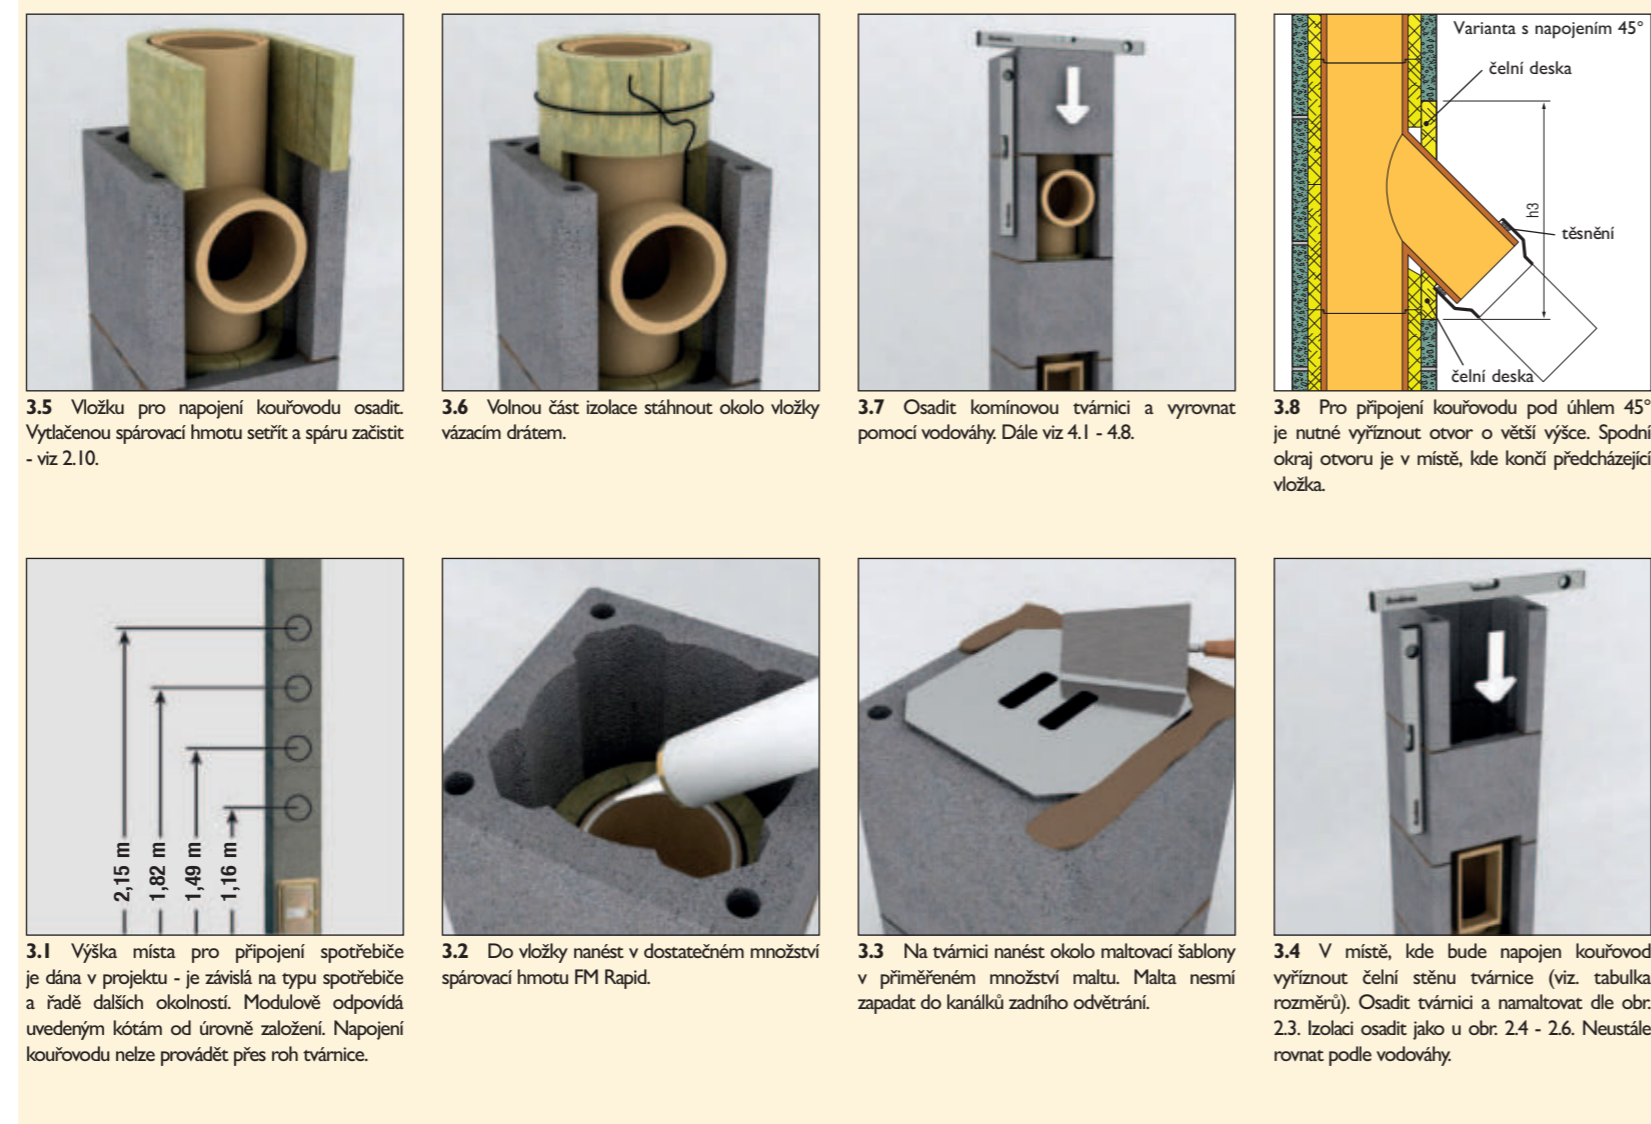 Varianta s napojením 45°
čelní deska
h3
těsnění
čelní deska
3.5 Vložku pro napojení kouřovodu osadit.
Vytlačenou spárovací hmotu setřít a spáru začistit
- viz 2.10.
3.6 Volnou část izolace stáhnout okolo vložky
vázacím drátem.
3.7 Osadit komínovou tvárnici a vyrovnat
pomocí vodováhy. Dále viz 4.1 - 4.8.
3.8 Pro připojení kouřovodu pod úhlem 45°
je nutné vyříznout otvor o větší výšce. Spodní
okraj otvoru je v místě, kde končí předcházející
vložka.
2,15 m
1,82 m
1,49 m
1,16 m
3.1 Výška místa pro připojení spotřebiče
je dána v projektu - je závislá na typu spotřebiče
a řadě dalších okolností. Modulově odpovídá
uvedeným kótám od úrovně založení. Napojení
kouřovodu nelze provádět přes roh tvárnice.
3.2 Do vložky nanést v dostatečném množství
spárovací hmotu FM Rapid.
3.3 Na tvárnici nanést okolo maltovací šablony
v přiměřeném množství maltu. Malta nesmí
zapadat do kanálků zadního odvětrání.
3.4 V místě, kde bude napojen kouřovod
vyříznout čelní stěnu tvárnice (viz. tabulka
rozměrů). Osadit tvárnici a namaltovat dle obr.
2.3. Izolaci osadit jako u obr. 2.4 - 2.6. Neustále
rovnat podle vodováhy.